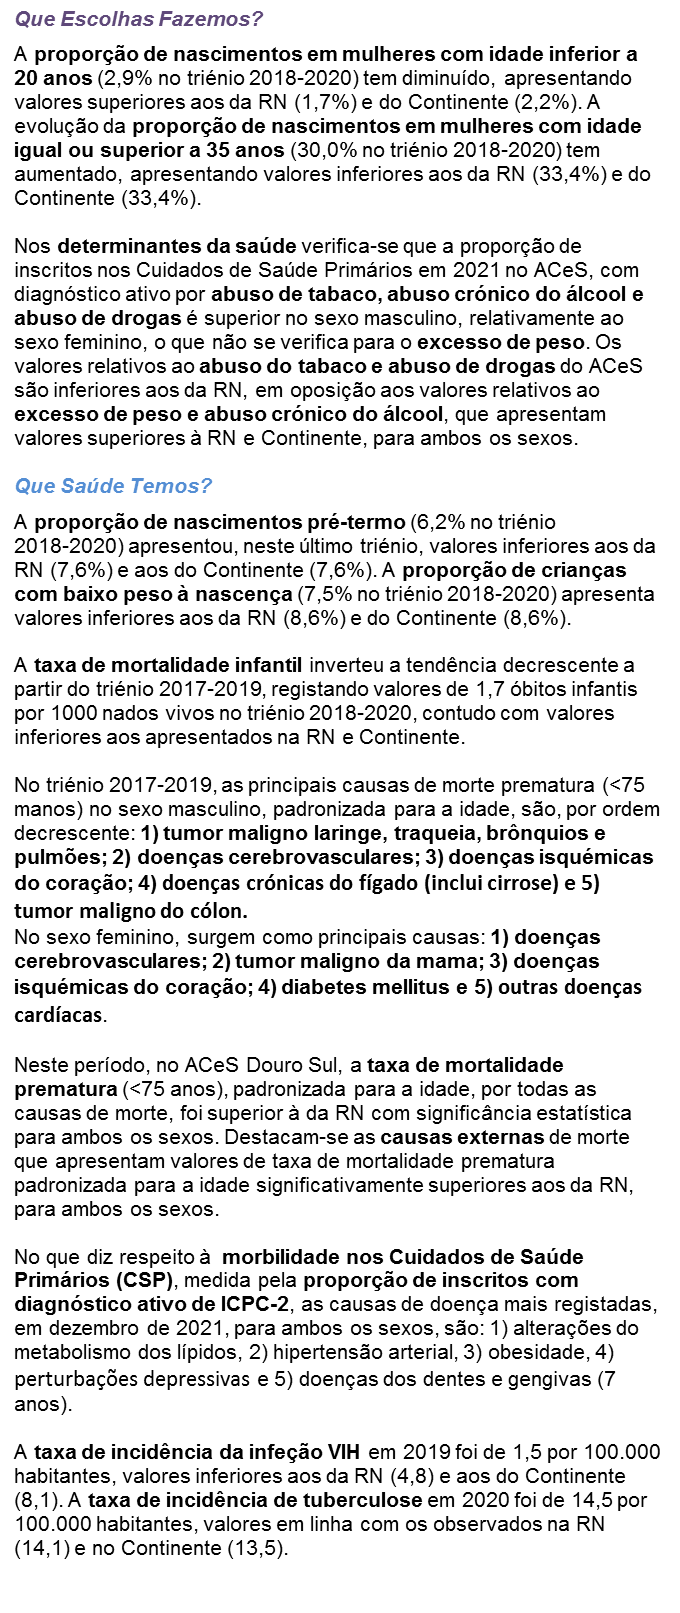 Que Escolhas Fazemos?
A proporção de nascimentos em mulheres com idade inferior a
20 anos (2,9% no triénio 2018-2020) tem diminuído, apresentando
valores superiores aos da RN (1,7%) e do Continente (2,2%). A
evolução da proporção de nascimentos em mulheres com idade
igual ou superior a 35 anos (30,0% no triénio 2018-2020) tem
aumentado, apresentando valores inferiores aos da RN (33,4%) e do
Continente (33,4%).
Nos determinantes da saúde verifica-se que a proporção de
inscritos nos Cuidados de Saúde Primários em 2021 no ACeS, com
diagnóstico ativo por abuso de tabaco, abuso crónico do álcool e
abuso de drogas é superior no sexo masculino, relativamente ao
sexo feminino, o que não se verifica para o excesso de peso. Os
valores relativos ao abuso do tabaco e abuso de drogas do ACeS
são inferiores aos da RN, em oposição aos valores relativos ao
excesso de peso e abuso crónico do álcool, que apresentam
valores superiores à RN e Continente, para ambos os sexos.
Que Saúde Temos?
A proporção de nascimentos pré-termo (6,2% no triénio
2018-2020) apresentou, neste último triénio, valores inferiores aos da
RN (7,6%) e aos do Continente (7,6%). A proporção de crianças
com baixo peso à nascença (7,5% no triénio 2018-2020) apresenta
valores inferiores aos da RN (8,6%) e do Continente (8,6%).
A taxa de mortalidade infantil inverteu a tendência decrescente a
partir do triénio 2017-2019, registando valores de 1,7 óbitos infantis
por 1000 nados vivos no triénio 2018-2020, contudo com valores
inferiores aos apresentados na RN e Continente.
No triénio 2017-2019, as principais causas de morte prematura (<75
manos) no sexo masculino, padronizada para a idade, são, por ordem
decrescente: 1) tumor maligno laringe, traqueia, brônquios e
pulmões; 2) doenças cerebrovasculares; 3) doenças isquémicas
do coração; 4) doenças crónicas do fígado (inclui cirrose) e 5)
tumor maligno do cólon.
No sexo feminino, surgem como principais causas: 1) doenças
cerebrovasculares; 2) tumor maligno da mama; 3) doenças
isquémicas do coração; 4) diabetes mellitus e 5) outras doenças
cardíacas.
Neste período, no ACeS Douro Sul, a taxa de mortalidade
prematura (<75 anos), padronizada para a idade, por todas as
causas de morte, foi superior à da RN com significância estatística
para ambos os sexos. Destacam-se as causas externas de morte
que apresentam valores de taxa de mortalidade prematura
padronizada para a idade significativamente superiores aos da RN,
para ambos os sexos.
No que diz respeito à morbilidade nos Cuidados de Saúde
Primários (CSP), medida pela proporção de inscritos com
diagnóstico ativo de ICPC-2, as causas de doença mais registadas,
em dezembro de 2021, para ambos os sexos, são: 1) alterações do
metabolismo dos lípidos, 2) hipertensão arterial, 3) obesidade, 4)
perturbações depressivas e 5) doenças dos dentes e gengivas (7
anos).
A taxa de incidência da infeção VIH em 2019 foi de 1,5 por 100.000
habitantes, valores inferiores aos da RN (4,8) e aos do Continente
(8,1). A taxa de incidência de tuberculose em 2020 foi de 14,5 por
100.000 habitantes, valores em linha com os observados na RN
(14,1) e no Continente (13,5).